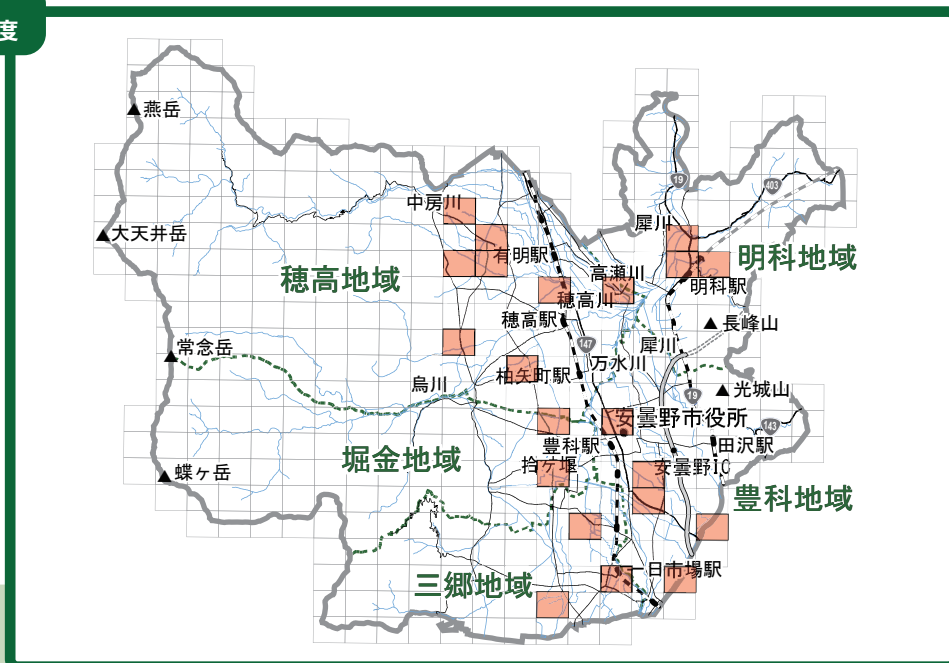 度
▲燕岳
19
403
中房川
犀川
▲大天井岳
有明駅
明科地域
高瀬川
穂高地域
明科駅
穂高川
穂高駅
▲長峰山
147
犀川
▲常念岳
万水川
柏矢町駅
烏川
19
▲光城山
安曇野市役所
143
豊科駅
田沢駅
堀金地域
拾ヶ堰
安曇野IC
▲蝶ヶ岳
豊科地域
一日市場駅
三郷地域